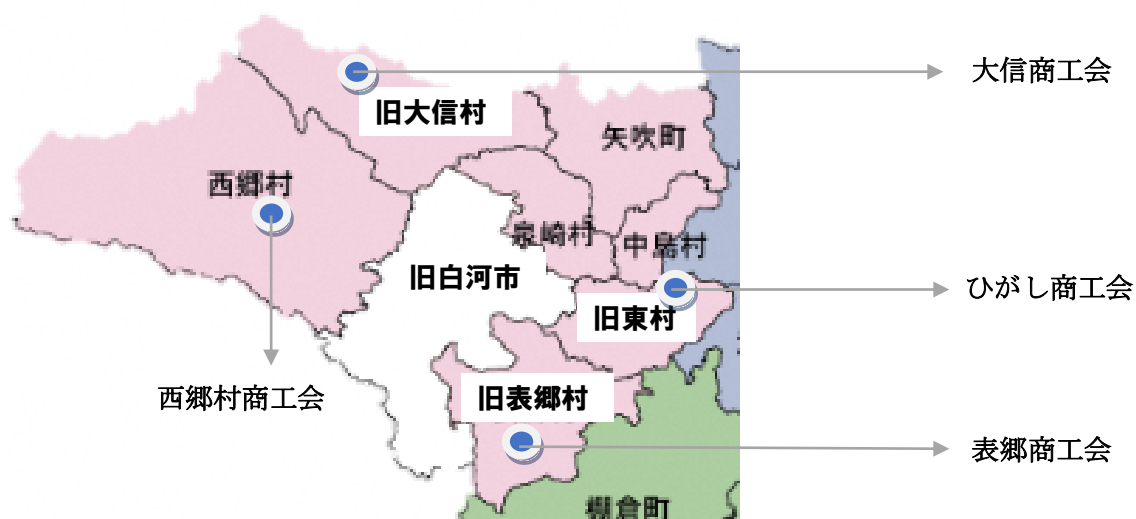 大信商工会
旧大信村
矢吹町
西郷村
泉崎村
中島村
旧白河市
ひがし商工会
旧東村
西郷村商工会
旧表郷村
表郷商工会
棚倉町